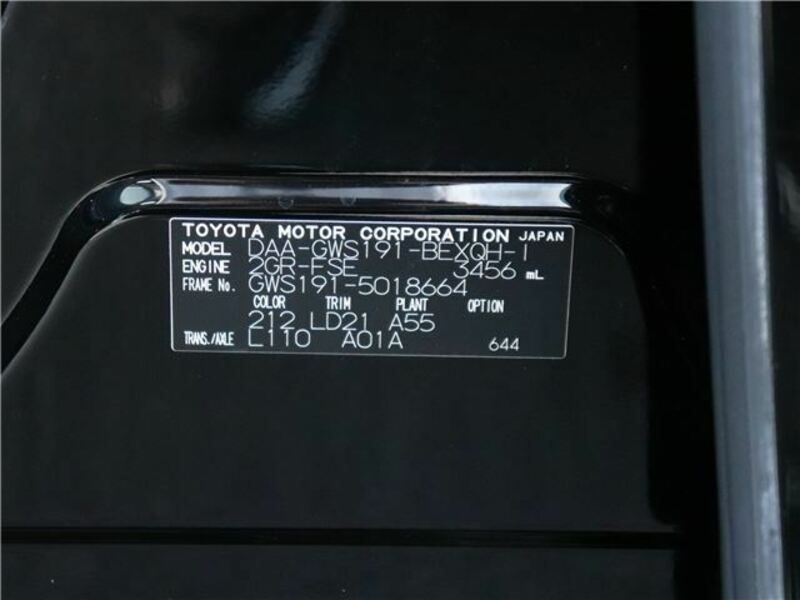 TOYOTA MOTOR CORPORATION JAPAN
MODEL DAA-GWS191-BEXQH-I
ENGINE 2GR-FSE 3456 mL
FRAME No. GWS191-5018664
COLOR TRIM PLANT OPTION
212 LD21 A55
TRANS./AXLE L110 A01A 644